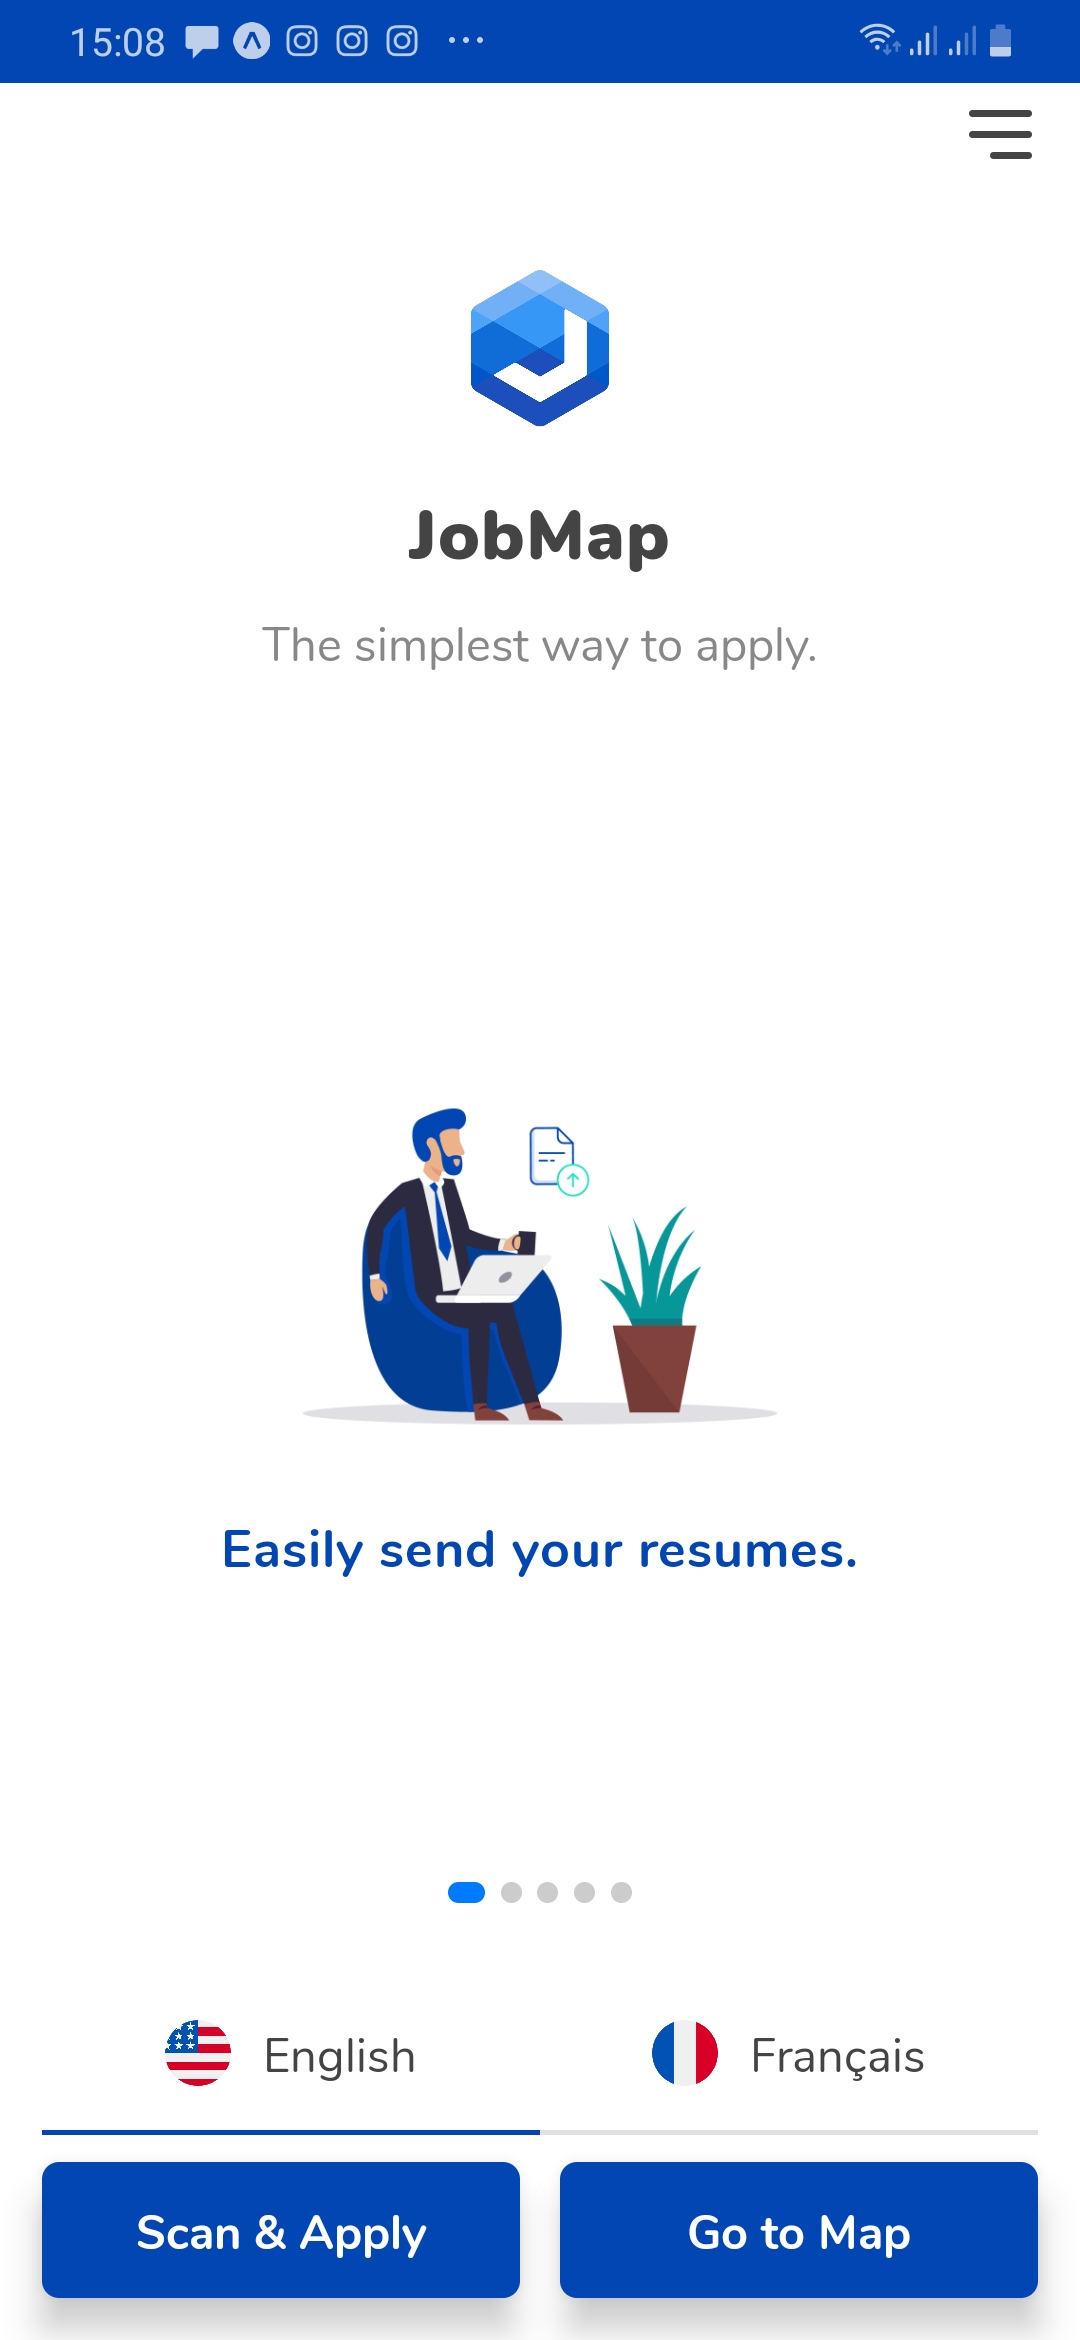 15:08
JobMap
The simplest way to apply.
Easily send your resumes.
English
Français
Scan & Apply
Go to Map